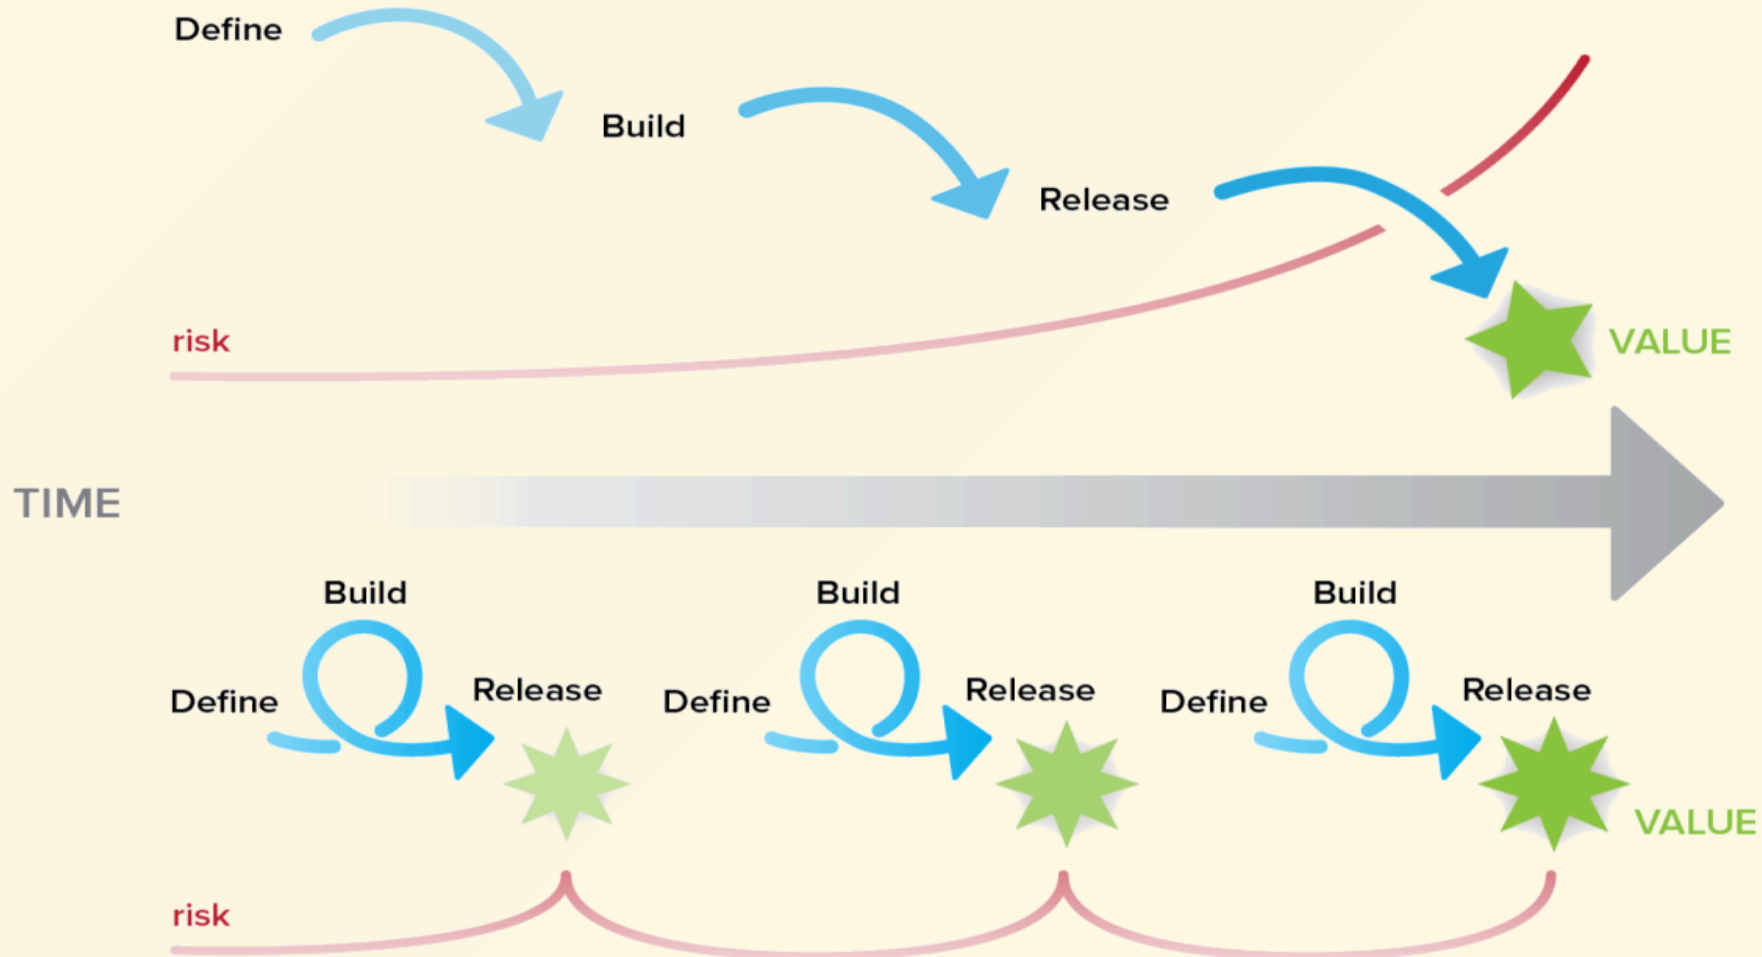 Define
Build
Release
risk
VALUE
TIME
Build
Build
Build
Define
Release
Define
Release
Define
Release
VALUE
risk